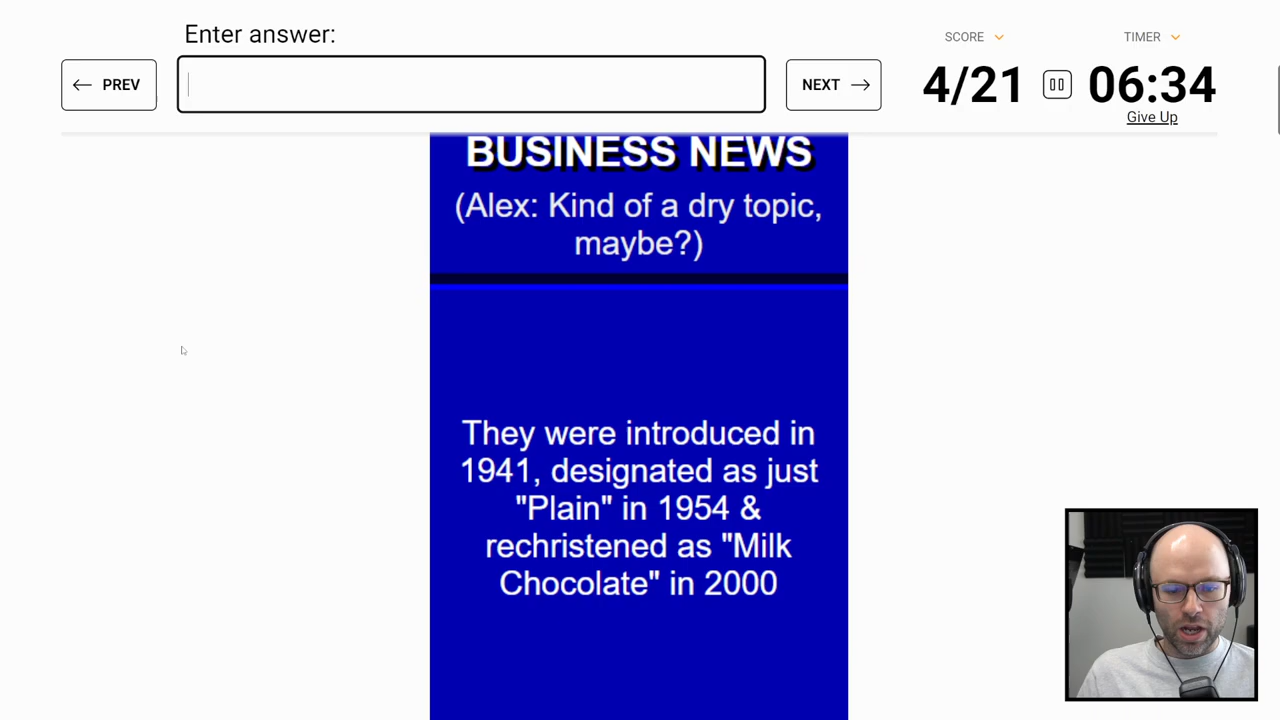 Enter answer:
SCORE
TIMER
← PREV
NEXT →
4/21
06:34
Give Up
BUSINESS NEWS
(Alex: Kind of a dry topic,
maybe?)
They were introduced in
1941, designated as just
"Plain" in 1954 &
rechristened as "Milk
Chocolate" in 2000